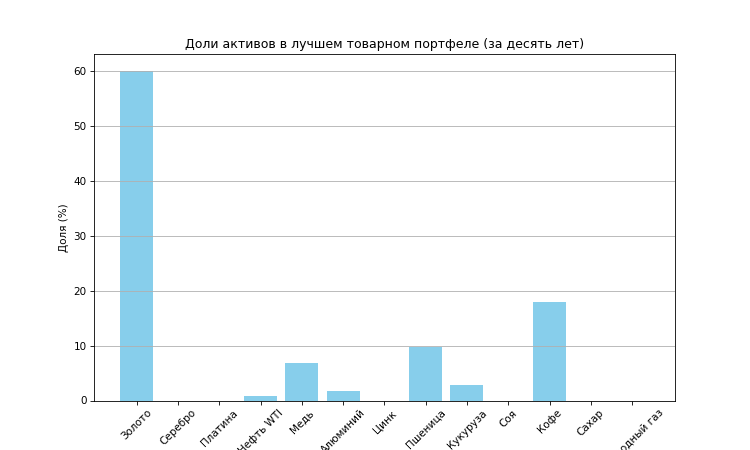 Доли активов в лучшем товарном портфеле (за десять лет)
Доля (%)
60
50
40
30
20
10
0
Золото
Серебро
Платина
Нефть WTI
Медь
Алюминий
Цинк
Пшеница
Кукуруза
Соя
Кофе
Сахар
газ